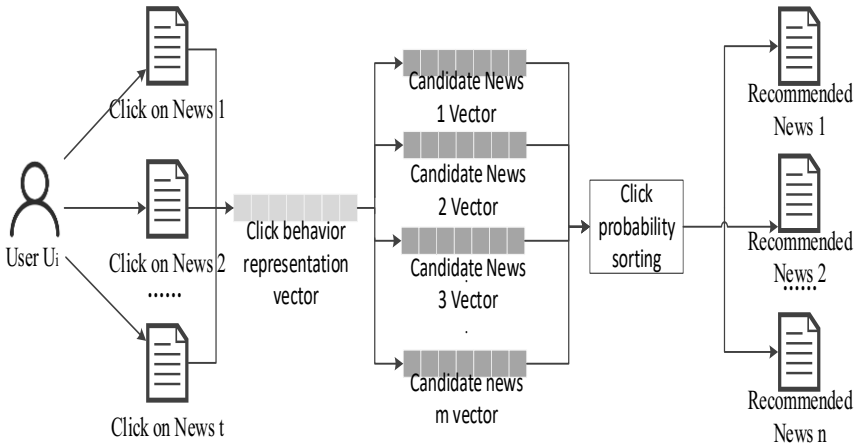 User Ui
Click on News 1
Click on News 2
......
Click on News t
Click behavior
representation
vector
Candidate News
1 Vector
Candidate News
2 Vector
Candidate News
3 Vector
.
.
Candidate news
m vector
Click
probability
sorting
Recommended
News 1
Recommended
News 2
......
Recommended
News n